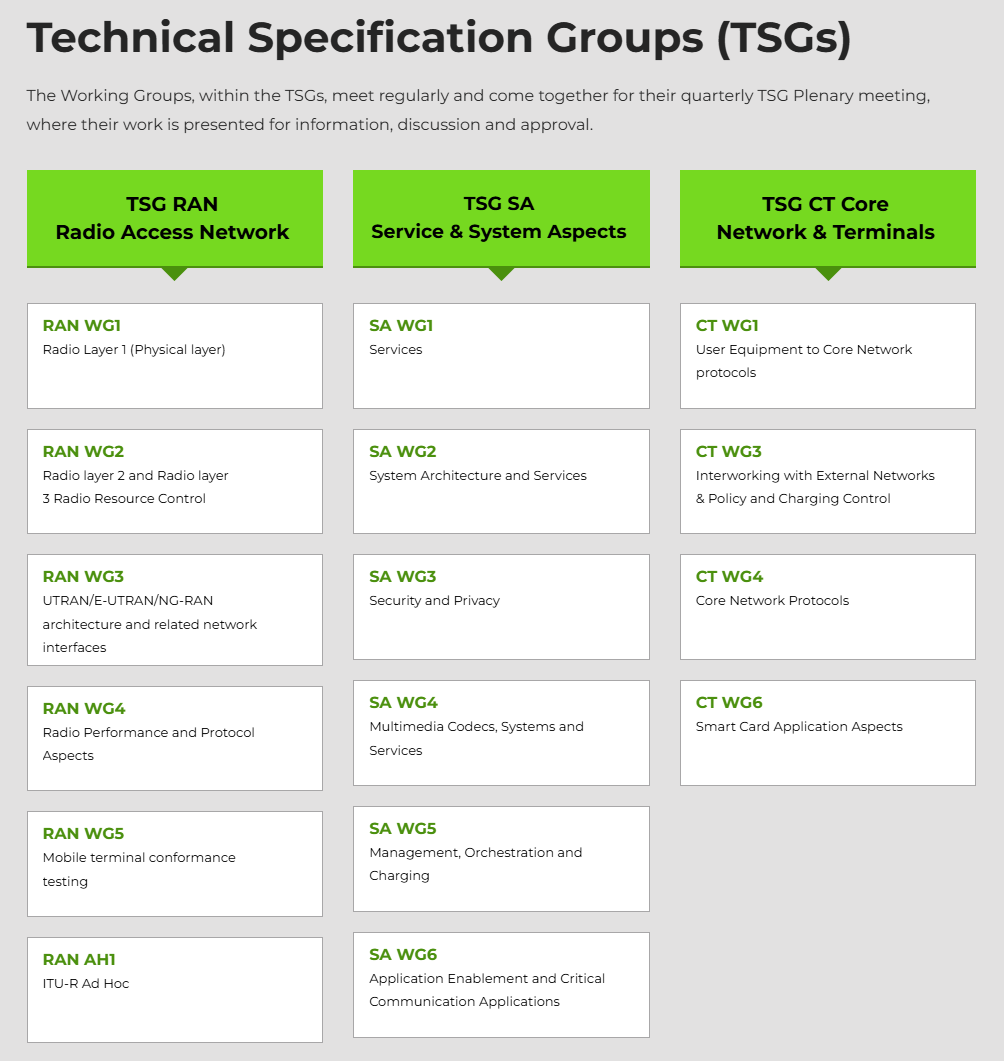 Technical Specification Groups (TSGs)
The Working Groups, within the TSGs, meet regularly and come together for their quarterly TSG Plenary meeting,
where their work is presented for information, discussion and approval.
TSG RAN
Radio Access Network
RAN WG1
Radio Layer 1 (Physical layer)
RAN WG2
Radio layer 2 and Radio layer
3 Radio Resource Control
RAN WG3
UTRAN/E-UTRAN/NG-RAN
architecture and related network
interfaces
RAN WG4
Radio Performance and Protocol
Aspects
RAN WG5
Mobile terminal conformance
testing
RAN AH1
ITU-R Ad Hoc
TSG SA
Service & System Aspects
SA WG1
Services
SA WG2
System Architecture and Services
SA WG3
Security and Privacy
SA WG4
Multimedia Codecs, Systems and
Services
SA WG5
Management, Orchestration and
Charging
SA WG6
Application Enablement and Critical
Communication Applications
TSG CT Core
Network & Terminals
CT WG1
User Equipment to Core Network
protocols
CT WG3
Interworking with External Networks
& Policy and Charging Control
CT WG4
Core Network Protocols
CT WG6
Smart Card Application Aspects